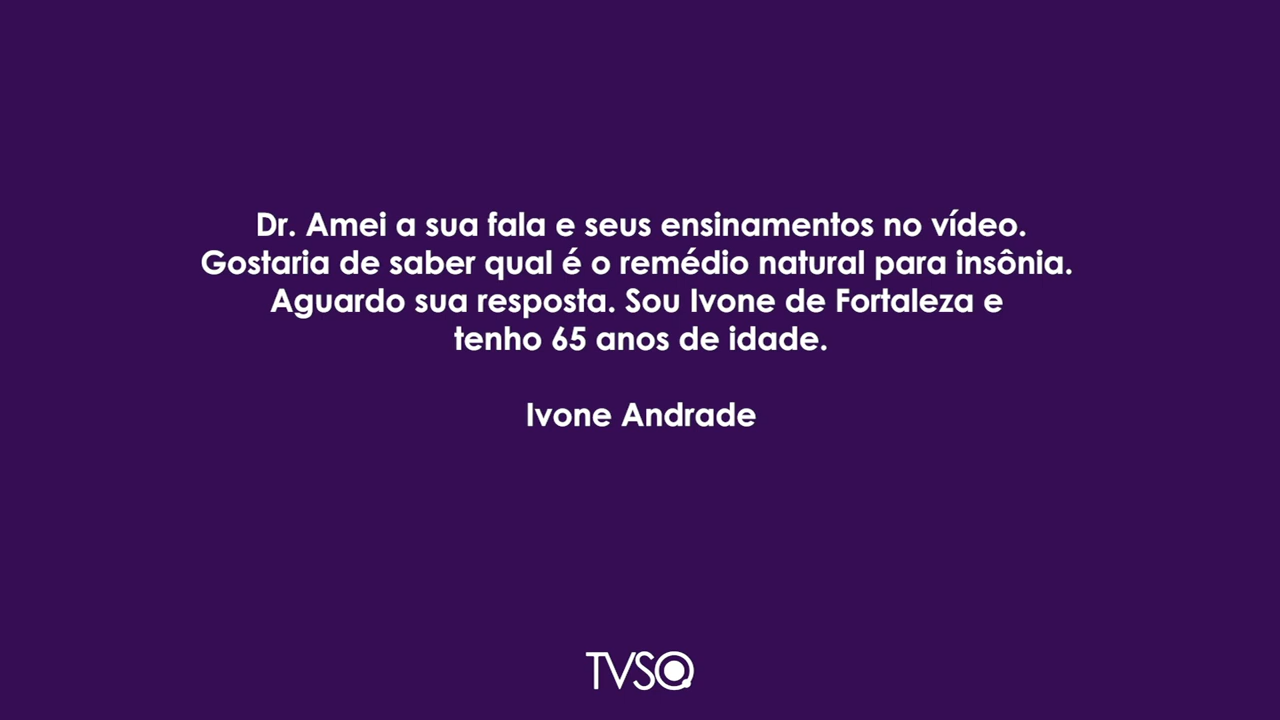 Dr. Amei a sua fala e seus ensinamentos no vídeo.
Gostaria de saber qual é o remédio natural para insônia.
Aguardo sua resposta. Sou Ivone de Fortaleza e
tenho 65 anos de idade.
Ivone Andrade
TVSQ